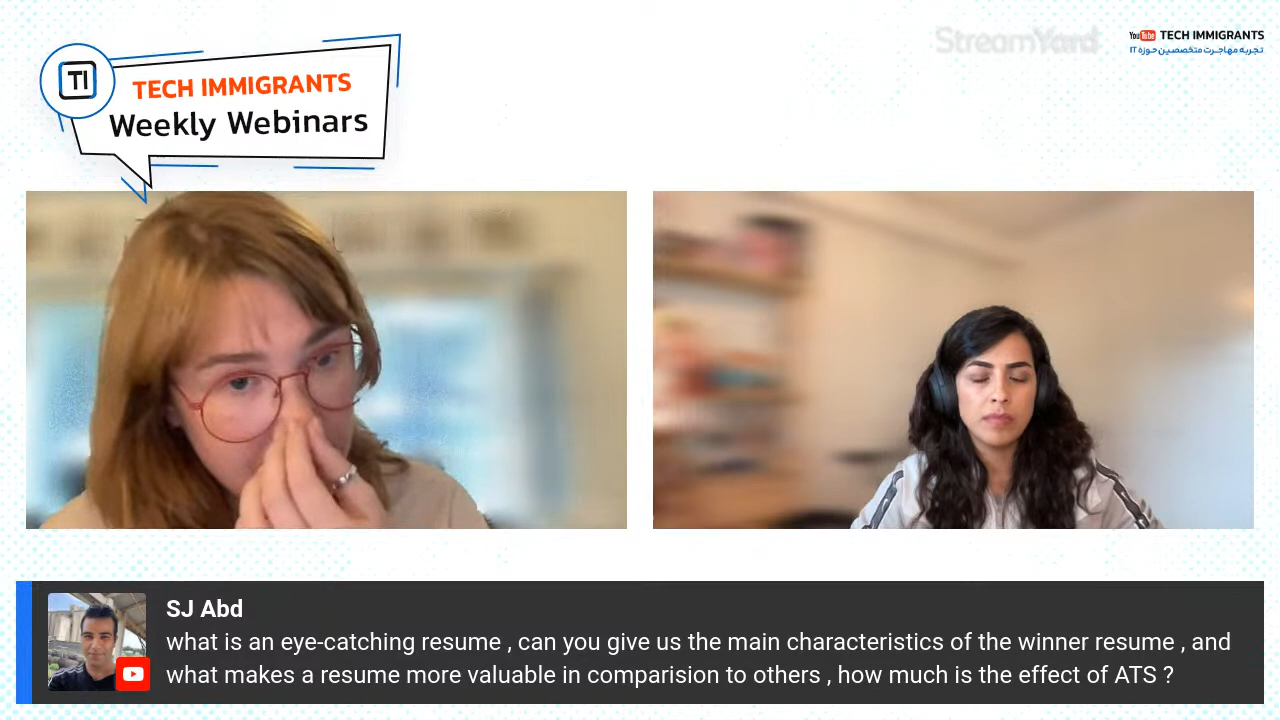 StreamYard
YouTube TECH IMMIGRANTS
تجربه مهاجرت متخصصین حوزه IT
TI
TECH IMMIGRANTS
Weekly Webinars
SJ Abd
what is an eye-catching resume , can you give us the main characteristics of the winner resume , and
what makes a resume more valuable in comparision to others , how much is the effect of ATS ?